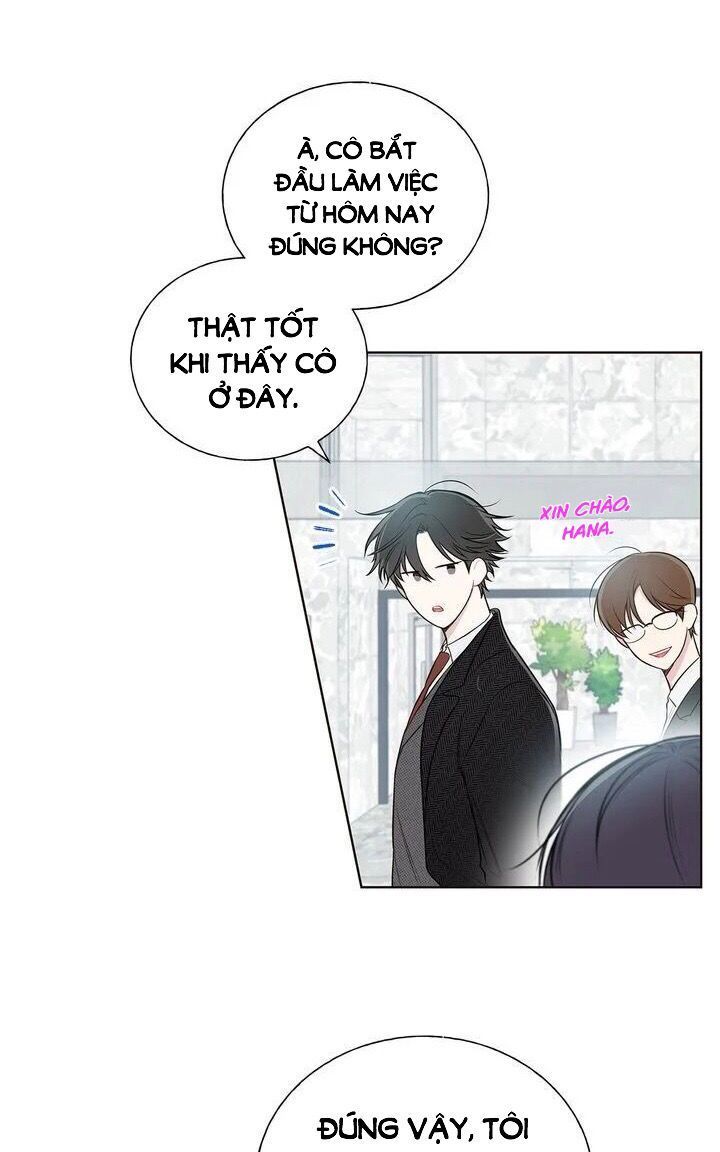 À, CÔ BẮT
ĐẦU LÀM VIỆC
TỪ HÔM NAY
ĐÚNG KHÔNG?
THẬT TỐT
KHI THẤY CÔ
Ở ĐÂY.
XIN CHÀO,
HANA.
ĐÚNG VẬY, TÔI